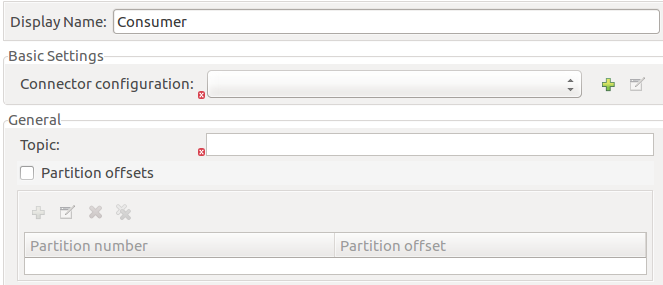 Display Name: Consumer
Basic Settings
Connector configuration:
General
Topic:
Partition offsets
Partition number Partition offset